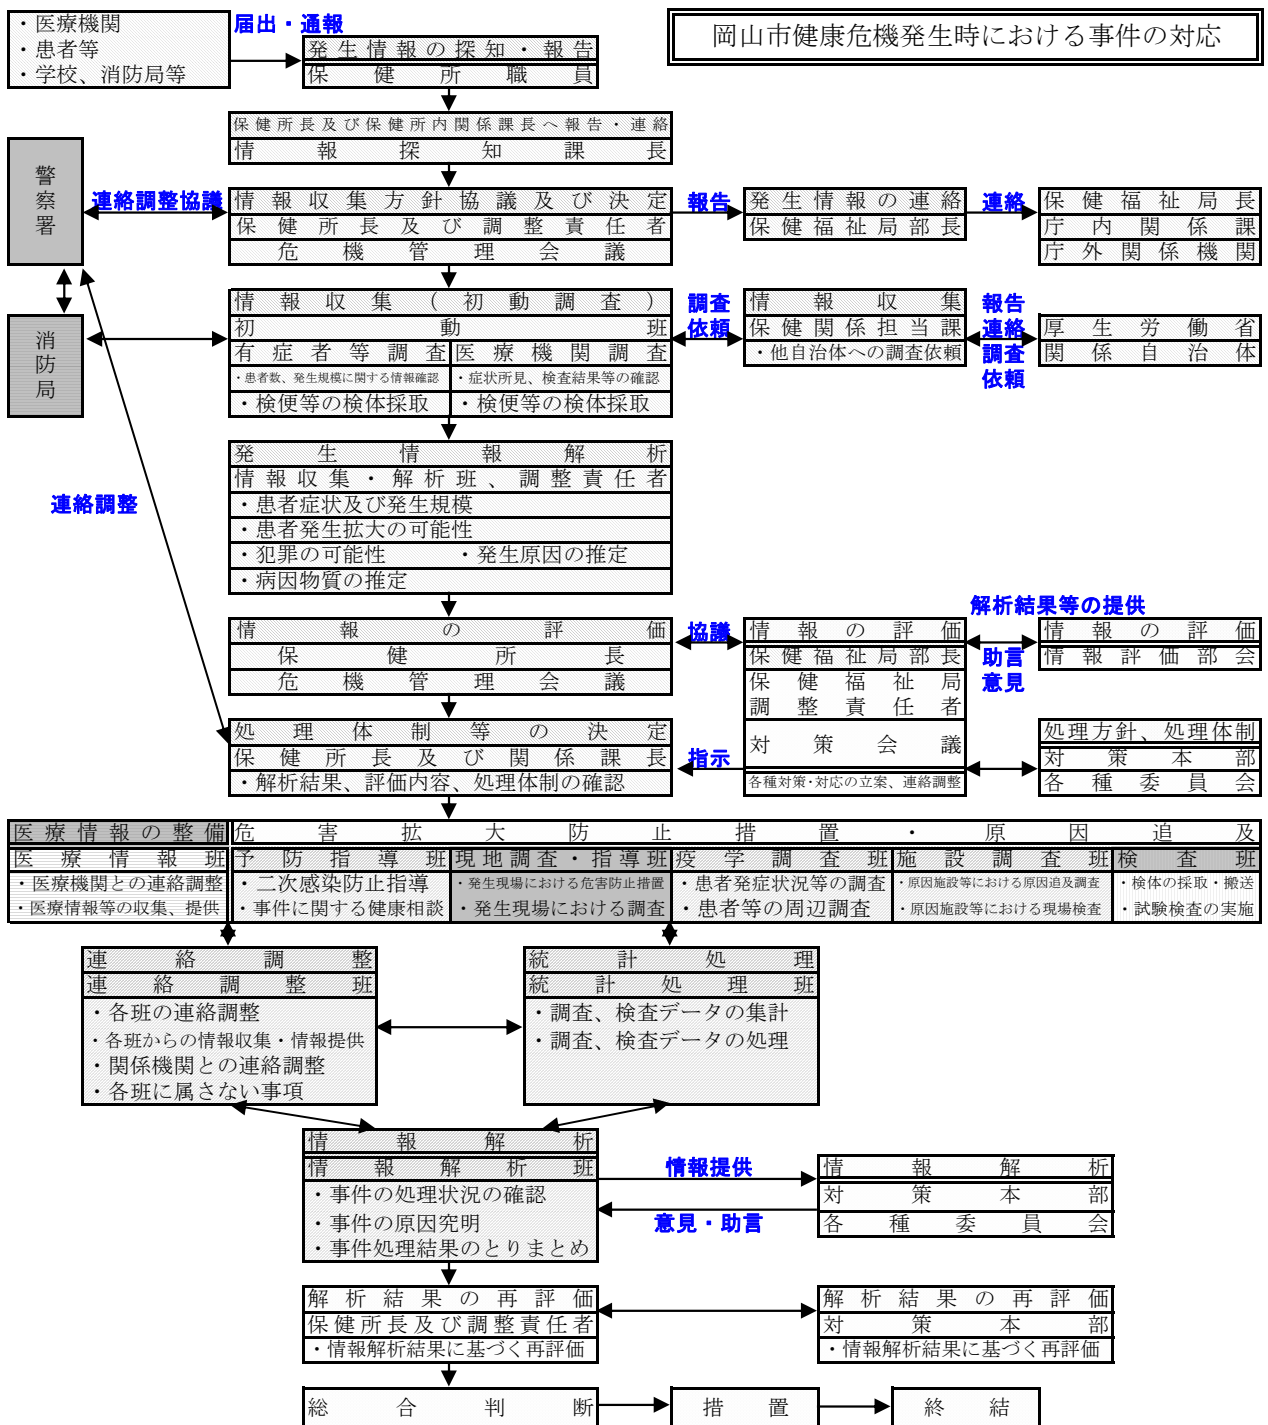 岡山市健康危機発生時における事件の対応
・医療機関
・患者等
・学校、消防局等
届出・通報
発生情報の探知・報告
保健所職員
保健所長及び保健所内関係課長へ報告・連絡
情報探知課長
警察署
連絡調整協議
情報収集方針協議及び決定
保健所長及び調整責任者
危機管理会議
報告
発生情報の連絡
保健福祉局部長
連絡
保健福祉局長
庁内関係課
庁外関係機関
消防局
情報収集(初動調査)
初動班
有症者等調査
・患者数、発生規模に関する情報確認
・検便等の検体採取
医療機関調査
・症状所見、検査結果等の確認
・検便等の検体採取
調査
依頼
情報収集
保健関係担当課
・他自治体への調査依頼
報告
連絡
調査
依頼
厚生労働省
関係自治体
連絡調整
発生情報解析
情報収集・解析班、調整責任者
・患者症状及び発生規模
・患者発生拡大の可能性
・犯罪の可能性 ・発生原因の推定
・病因物質の推定
情報の評価
保健所長
危機管理会議
協議
情報の評価
保健福祉局部長
保健福祉局
調整責任者
対策会議
各種対策・対応の立案、連絡調整
解析結果等の提供
助言
意見
情報の評価
情報評価部会
処理体制等の決定
保健所長及び関係課長
・解析結果、評価内容、処理体制の確認
指示
処理方針、処理体制
対策本部
各種委員会
医療情報の整備
医療情報班
・医療機関との連絡調整
・医療情報等の収集、提供
危害拡大防止措置・原因追及
予防指導班
・二次感染防止指導
・事件に関する健康相談
現地調査・指導班
・発生現場における危害防止措置
・発生現場における調査
疫学調査班
・患者発症状況等の調査
・患者等の周辺調査
施設調査班
・原因施設等における原因追及調査
・原因施設等における現場検査
検査班
・検体の採取・搬送
・試験検査の実施
連絡調整
連絡調整班
・各班の連絡調整
・各班からの情報収集・情報提供
・関係機関との連絡調整
・各班に属さない事項
統計処理
統計処理班
・調査、検査データの集計
・調査、検査データの処理
情報解析
情報解析班
・事件の処理状況の確認
・事件の原因究明
・事件処理結果のとりまとめ
情報提供
意見・助言
情報解析
対策本部
各種委員会
解析結果の再評価
保健所長及び調整責任者
・情報解析結果に基づく再評価
解析結果の再評価
対策本部
・情報解析結果に基づく再評価
総合判断
措置
終結